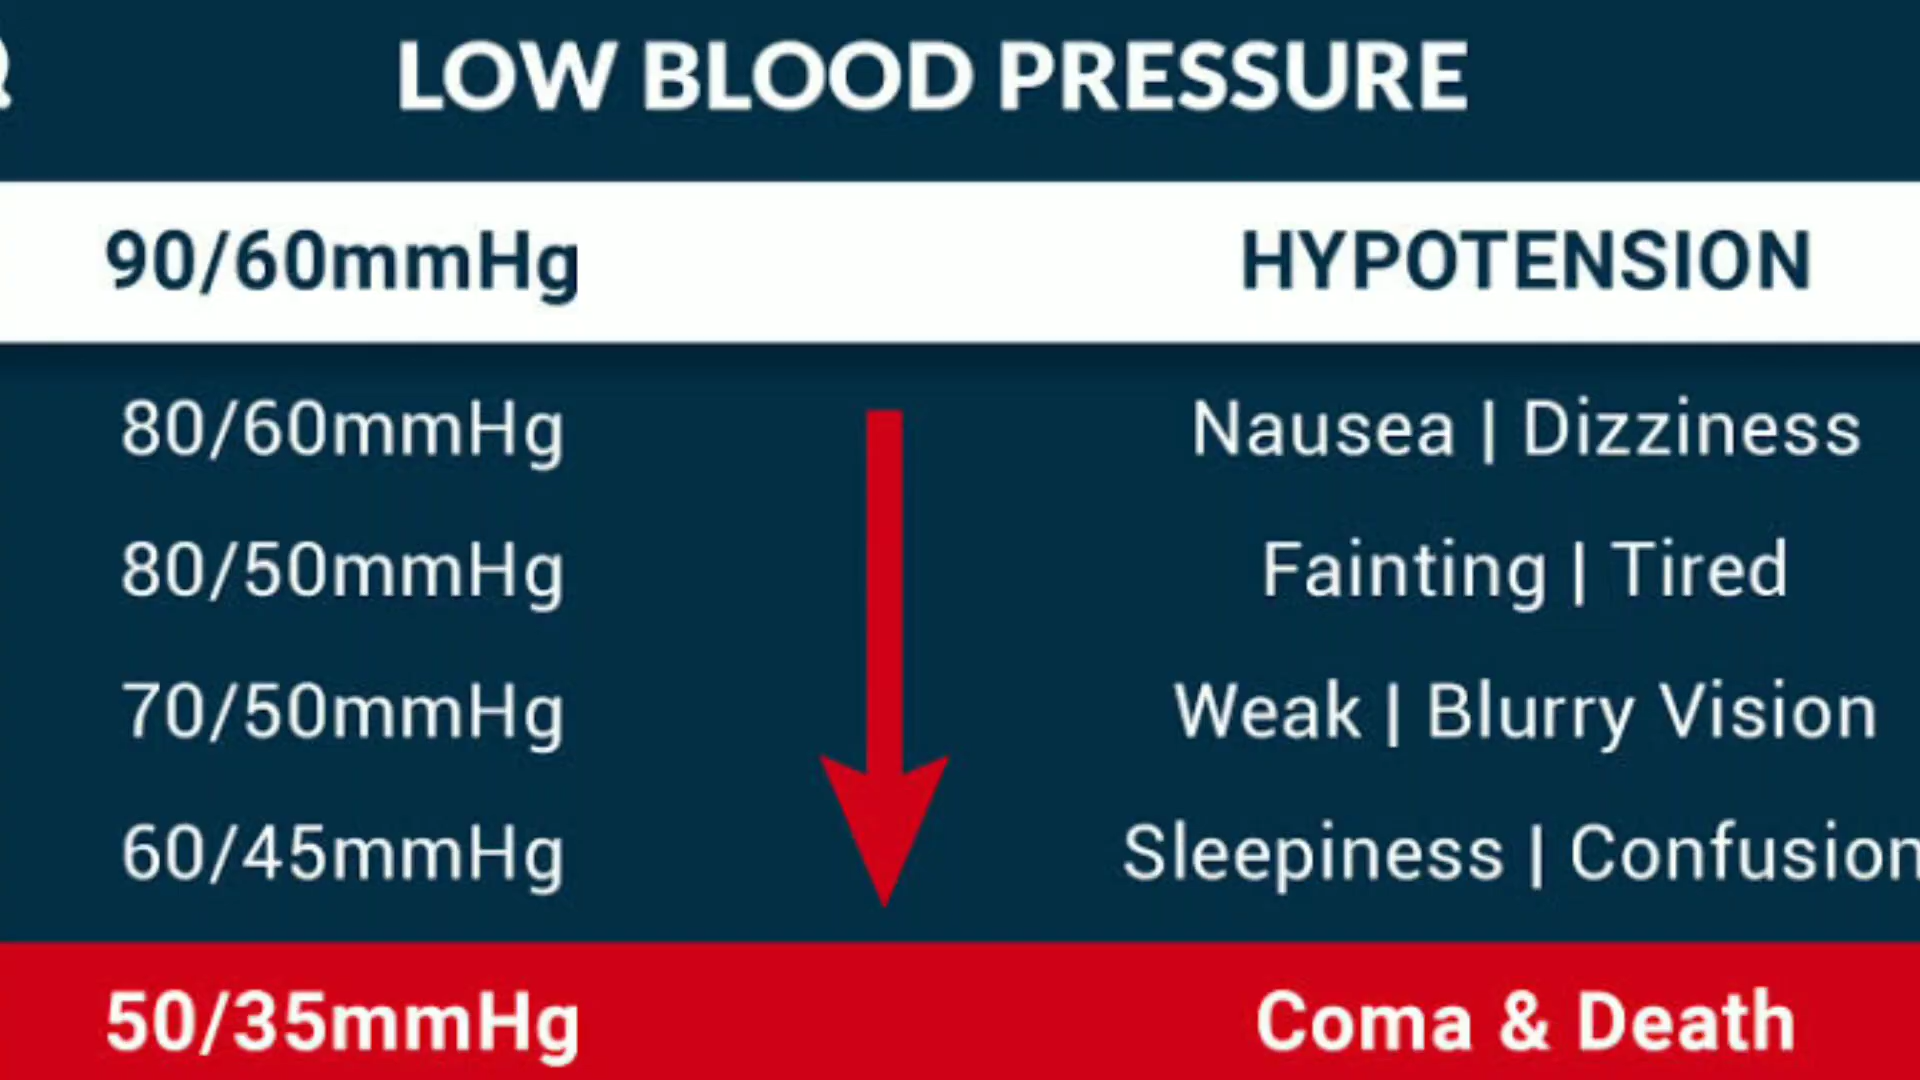 LOW BLOOD PRESSURE
90/60mmHg HYPOTENSION
80/60mmHg Nausea | Dizziness
80/50mmHg Fainting | Tired
70/50mmHg Weak | Blurry Vision
60/45mmHg Sleepiness | Confusion
50/35mmHg Coma & Death